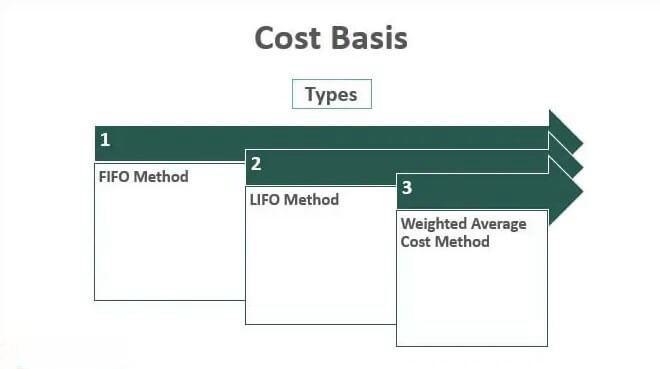 Cost Basis
Types
1
FIFO Method
2
LIFO Method
3
Weighted Average
Cost Method